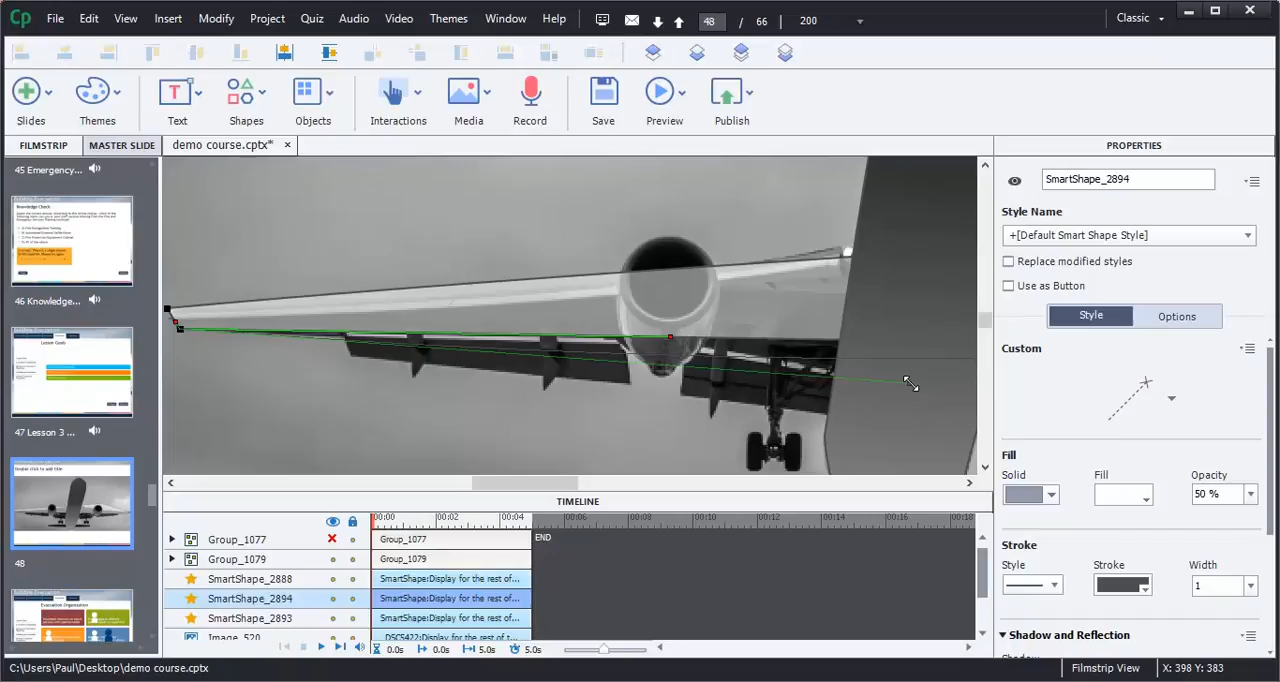 Cp File Edit View Insert Modify Project Quiz Audio Video Themes Window Help 48 / 66 200 Classic
Slides Themes Text Shapes Objects Interactions Media Record Save Preview Publish
FILMSTRIP MASTER SLIDE demo course.cptx* × PROPERTIES
45 Emergency...
Knowledge Check
46 Knowledge...
Lesson Goals
47 Lesson 3 ...
Double click to add title
48
Evacuation Organization
SmartShape_2894
Style Name
+[Default Smart Shape Style]
Replace modified styles
Use as Button
Style Options
Custom
Fill
Solid Fill Opacity
50 %
Stroke
Style Stroke Width
1
Shadow and Reflection
TIMELINE
00:00 00:02 00:04 00:06 00:08 00:10 00:12 00:14 00:16 00:18
Group_1077 Group_1077 END
Group_1079 Group_1079
SmartShape_2888 SmartShape:Display for the rest of...
SmartShape_2894 SmartShape:Display for the rest of...
SmartShape_2893 SmartShape:Display for the rest of...
Image_520 DSC5422:Display for the rest of t...
0.0s 0.0s 5.0s 5.0s
C:\Users\Paul\Desktop\demo course.cptx Filmstrip View X: 398 Y: 383